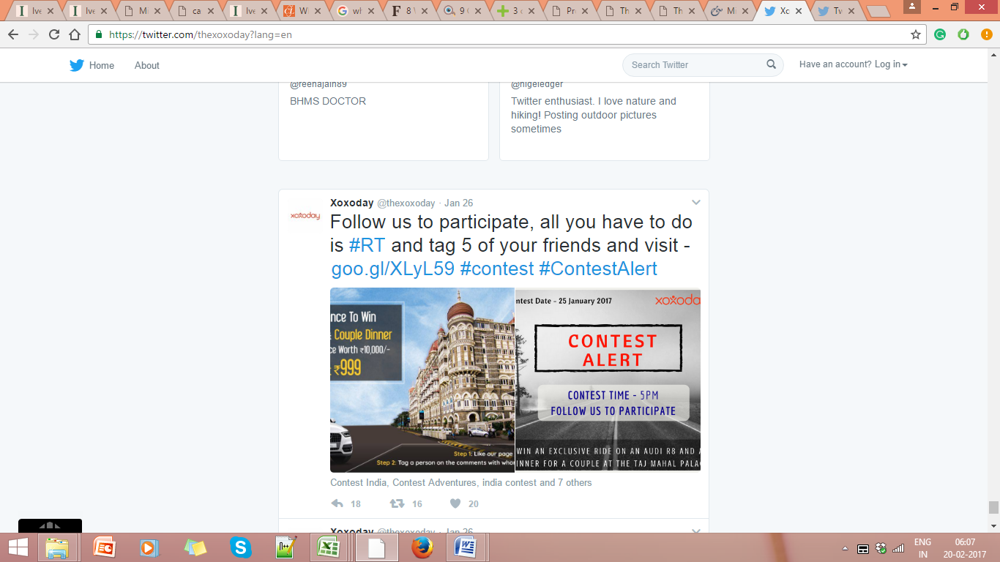 Ive
Ive
Mi
ca
Ive
Wi
wh
8
9
3
Pr
Th
Th
Mi
Xc
Tw
https://twitter.com/thexoxoday?lang=en
Home About Search Twitter Have an account? Log in
@reenajain89
BHMS DOCTOR
@nigeledger
Twitter enthusiast. I love nature and
hiking! Posting outdoor pictures
sometimes
Xoxoday @thexoxoday · Jan 26
xoxoday
Follow us to participate, all you have to do
is #RT and tag 5 of your friends and visit -
goo.gl/XLyL59 #contest #ContestAlert
nce To Win
Couple Dinner
ce Worth ₹10,000/-
₹999
Step 1: Like our page
Step 2: Tag a person on the comments with who
ntest Date - 25 January 2017
xoxoda
CONTEST
ALERT
CONTEST TIME - 5PM
FOLLOW US TO PARTICIPATE
WIN AN EXCLUSIVE RIDE ON AN AUDI R8 AND A
INNER FOR A COUPLE AT THE TAJ MAHAL PALA
Contest India, Contest Adventures, india contest and 7 others
18 16 20
Xoxoday @thexoxoday · Jan 26
ENG
IN
06:07
20-02-2017